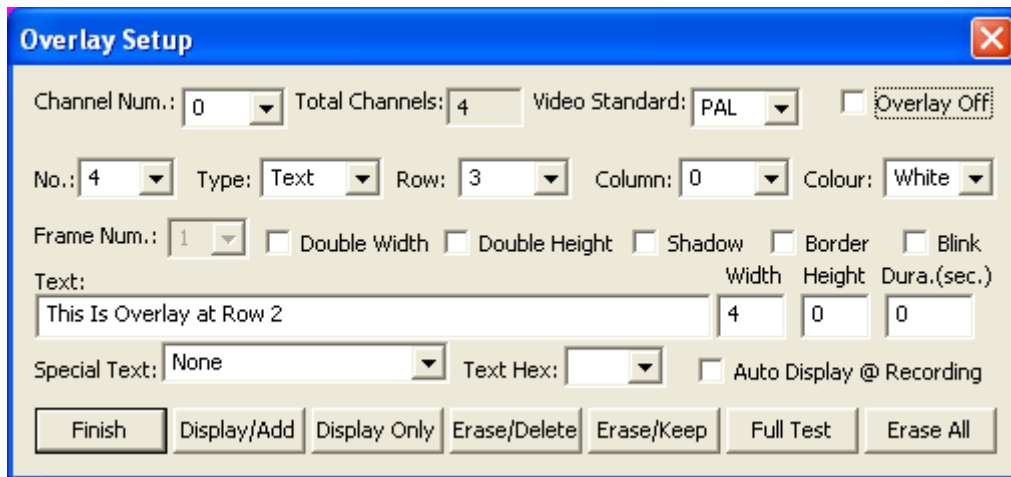 Overlay Setup
Channel Num.: 0 Total Channels: 4 Video Standard: PAL Overlay Off
No.: 4 Type: Text Row: 3 Column: 0 Colour: White
Frame Num.: 1 Double Width Double Height Shadow Border Blink
Text: Width Height Dura.(sec.)
This Is Overlay at Row 2 4 0 0
Special Text: None Text Hex: Auto Display @ Recording
Finish Display/Add Display Only Erase/Delete Erase/Keep Full Test Erase All